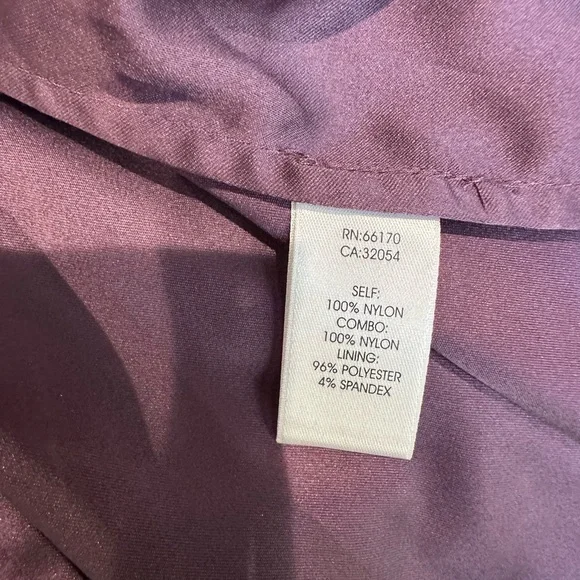 RN:66170
CA:32054
SELF:
100% NYLON
COMBO:
100% NYLON
LINING:
96% POLYESTER
4% SPANDEX